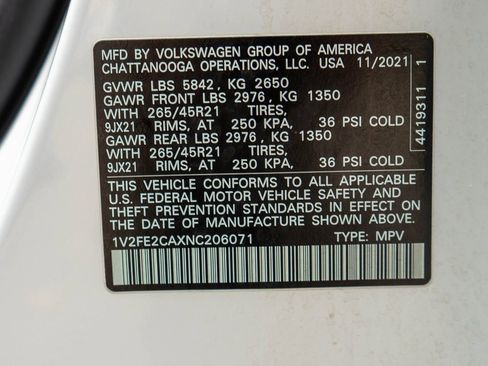 MFD BY VOLKSWAGEN GROUP OF AMERICA
CHATTANOOGA OPERATIONS, LLC. USA 11/2021
GVWR LBS 5842, KG 2650
GAWR FRONT LBS 2976, KG 1350
WITH 265/45R21 TIRES,
9JX21 RIMS, AT 250 KPA, 36 PSI COLD
GAWR REAR LBS 2976, KG 1350
WITH 265/45R21 TIRES,
9JX21 RIMS, AT 250 KPA, 36 PSI COLD
THIS VEHICLE CONFORMS TO ALL APPLICABLE
U.S. FEDERAL MOTOR VEHICLE SAFETY AND
THEFT PREVENTION STANDARDS IN EFFECT ON
THE DATE OF MANUFACTURE SHOWN ABOVE.
1V2FE2CAXNC206071 TYPE: MPV
4419311 1